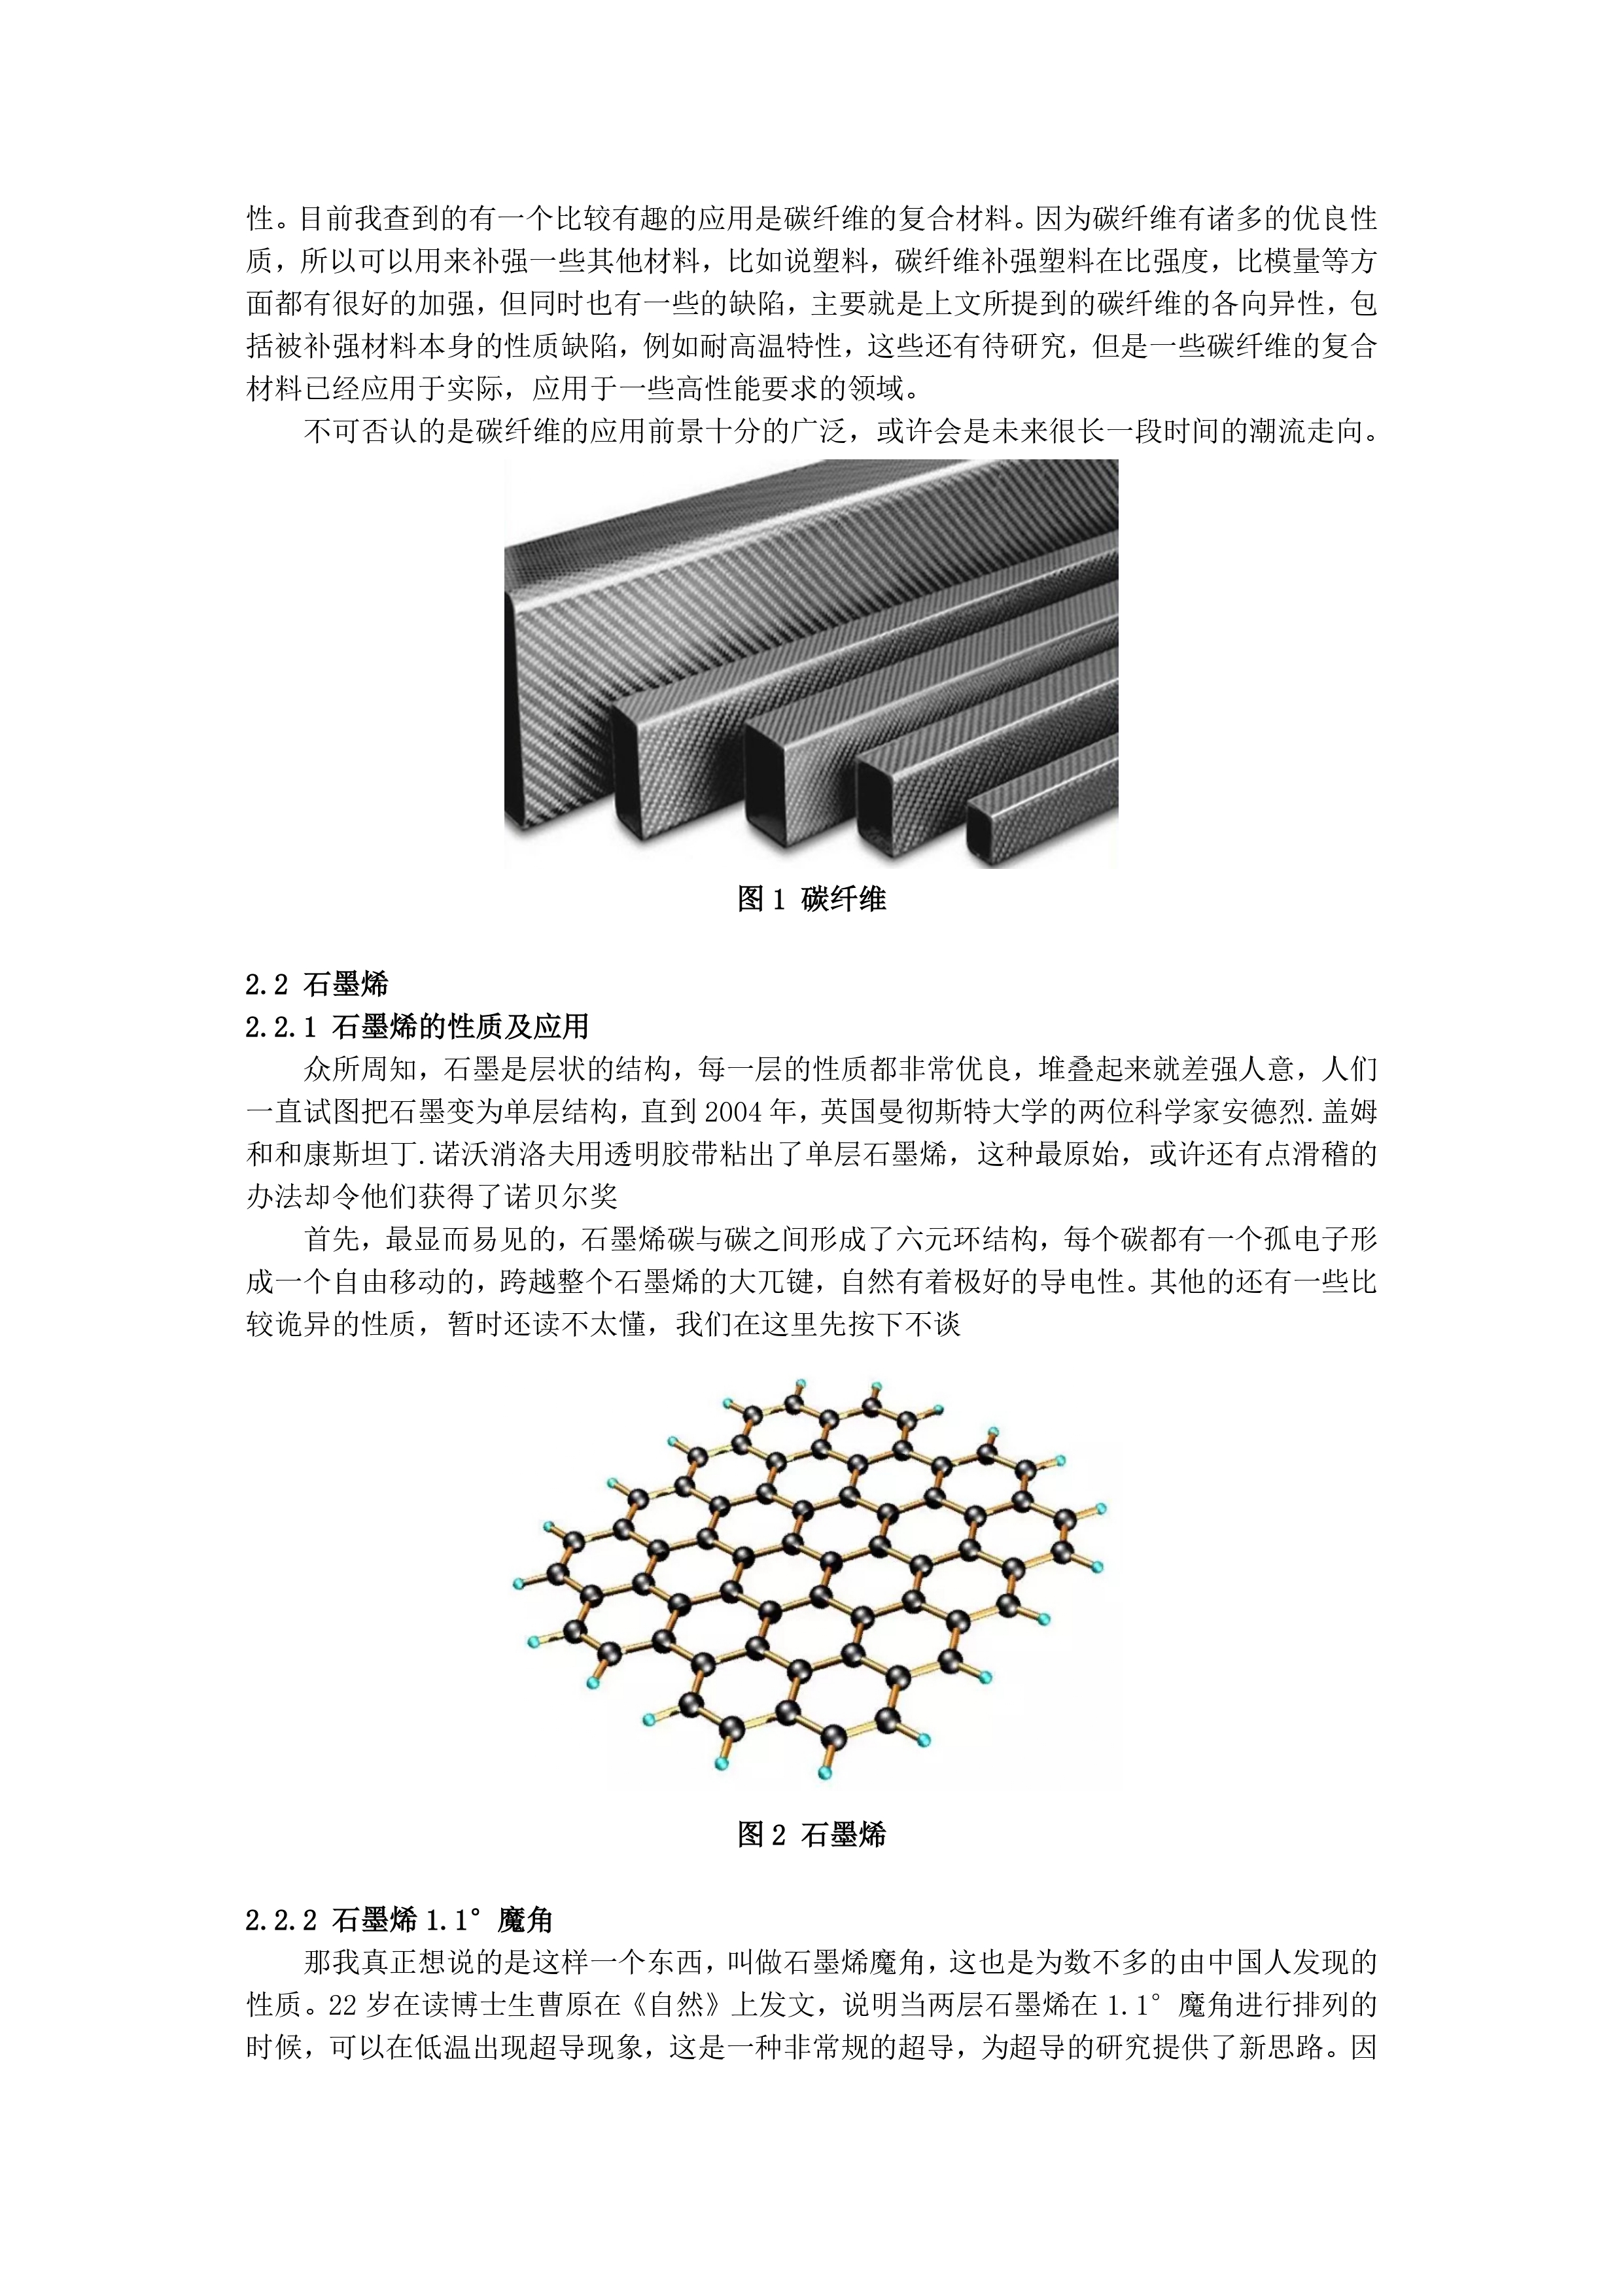 性。目前我查到的有一个比较有趣的应用是碳纤维的复合材料。因为碳纤维有诸多的优良性
质，所以可以用来补强一些其他材料，比如说塑料，碳纤维补强塑料在比强度，比模量等方
面都有很好的加强，但同时也有一些的缺陷，主要就是上文所提到的碳纤维的各向异性，包
括被补强材料本身的性质缺陷，例如耐高温特性，这些还有待研究，但是一些碳纤维的复合
材料已经应用于实际，应用于一些高性能要求的领域。
不可否认的是碳纤维的应用前景十分的广泛，或许会是未来很长一段时间的潮流走向。
图 1 碳纤维
2.2 石墨烯
2.2.1 石墨烯的性质及应用
众所周知，石墨是层状的结构，每一层的性质都非常优良，堆叠起来就差强人意，人们
一直试图把石墨变为单层结构，直到 2004 年，英国曼彻斯特大学的两位科学家安德烈.盖姆
和和康斯坦丁.诺沃消洛夫用透明胶带粘出了单层石墨烯，这种最原始，或许还有点滑稽的
办法却令他们获得了诺贝尔奖
首先，最显而易见的，石墨烯碳与碳之间形成了六元环结构，每个碳都有一个孤电子形
成一个自由移动的，跨越整个石墨烯的大兀键，自然有着极好的导电性。其他的还有一些比
较诡异的性质，暂时还读不太懂，我们在这里先按下不谈
图 2 石墨烯
2.2.2 石墨烯 1.1°魔角
那我真正想说的是这样一个东西，叫做石墨烯魔角，这也是为数不多的由中国人发现的
性质。22 岁在读博士生曹原在《自然》上发文，说明当两层石墨烯在 1.1°魔角进行排列的
时候，可以在低温出现超导现象，这是一种非常规的超导，为超导的研究提供了新思路。因